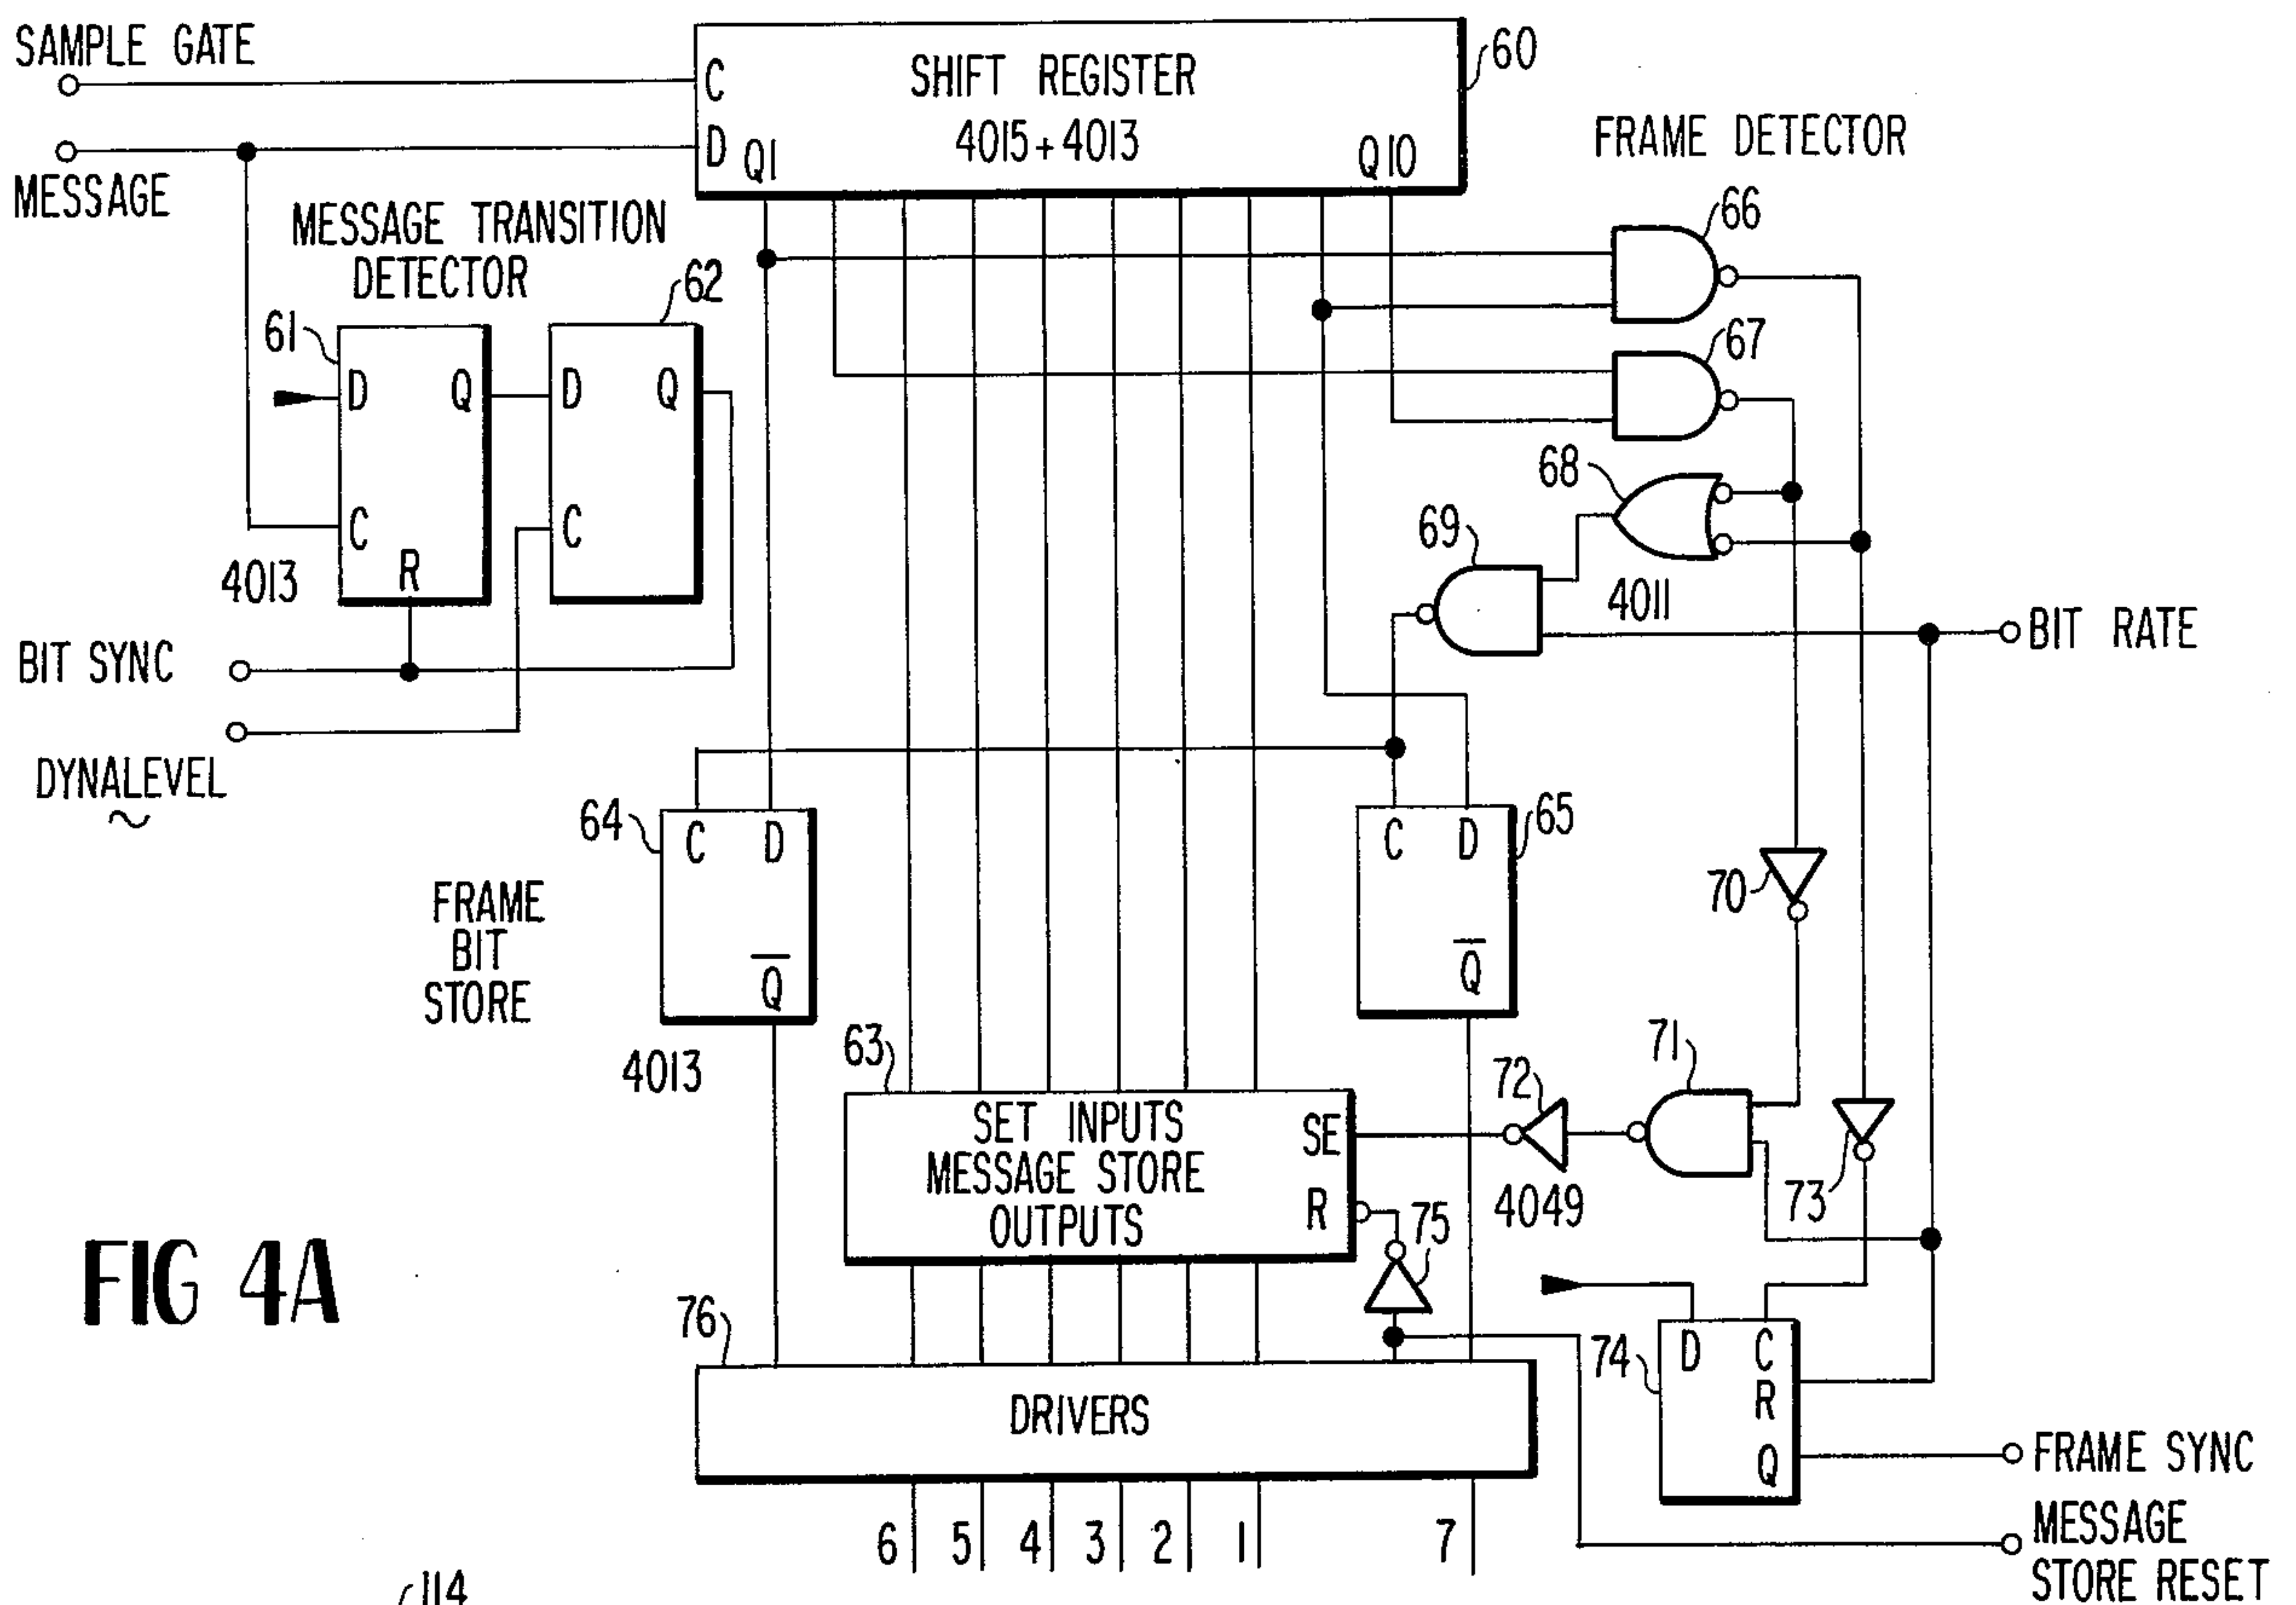 SAMPLE GATE
MESSAGE
C
D
Q1
SHIFT REGISTER
4015 + 4013
Q10
60
FRAME DETECTOR
66
67
68
69
4011
BIT RATE
MESSAGE TRANSITION
DETECTOR
61
62
D
Q
C
R
4013
D
Q
C
BIT SYNC
DYNALEVEL
~
64
C
D
Q̅
FRAME
BIT
STORE
4013
65
C
D
Q̅
70
71
72
4049
73
63
SET INPUTS
MESSAGE STORE
OUTPUTS
SE
R
75
76
DRIVERS
74
D
C
R
Q
FRAME SYNC
MESSAGE
STORE RESET
6
5
4
3
2
1
7
FIG 4A
114